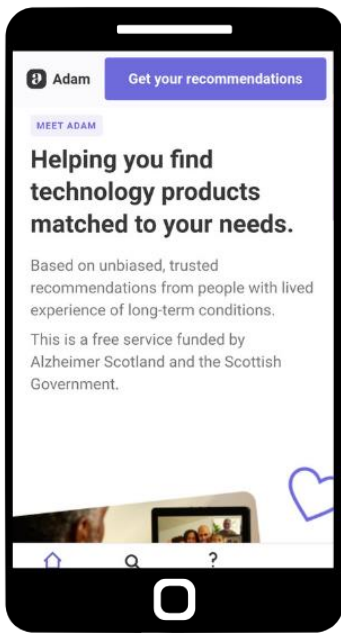 Adam
Get your recommendations
MEET ADAM
Helping you find
technology products
matched to your needs.
Based on unbiased, trusted
recommendations from people with lived
experience of long-term conditions.
This is a free service funded by
Alzheimer Scotland and the Scottish
Government.
?